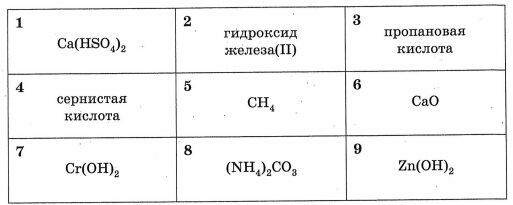 1
Ca(HSO₄)₂
2
гидроксид
железа(II)
3
пропановая
кислота
4
сернистая
кислота
5
CH₄
6
CaO
7
Cr(OH)₂
8
(NH₄)₂CO₃
9
Zn(OH)₂